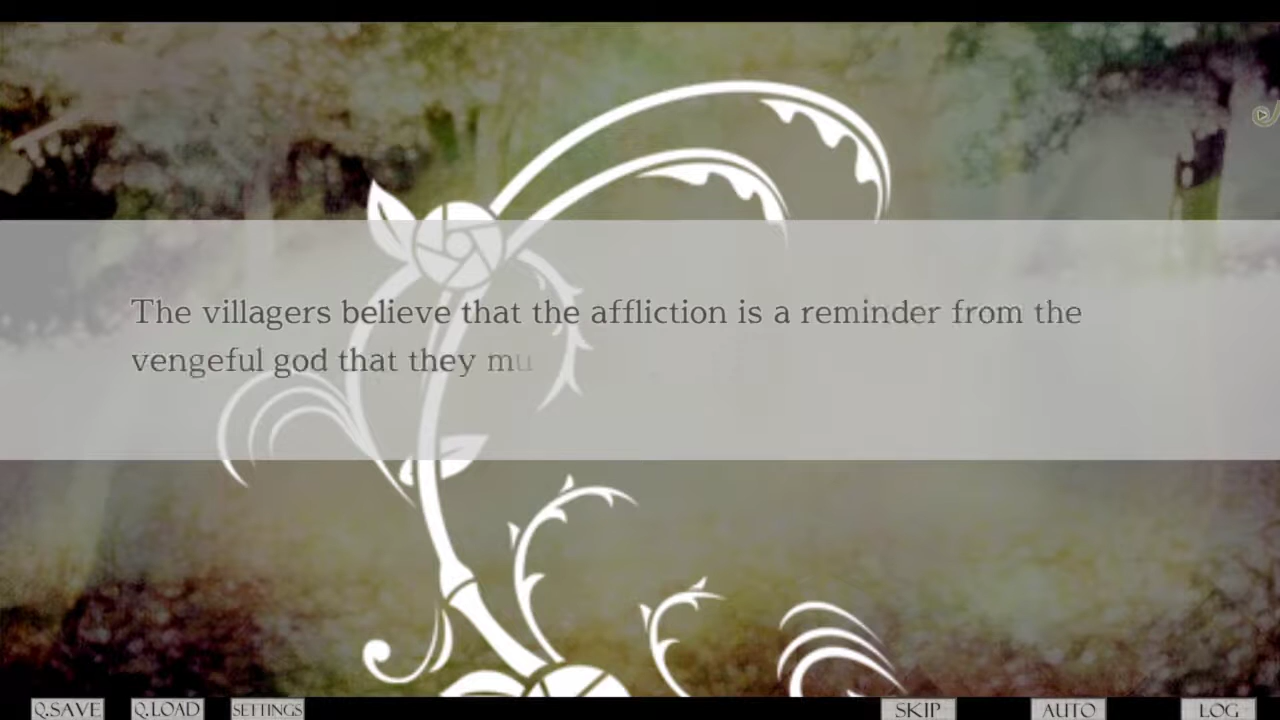 The villagers believe that the affliction is a reminder from the
vengeful god that they mu
Q.SAVE Q.LOAD SETTINGS SKIP AUTO LOG